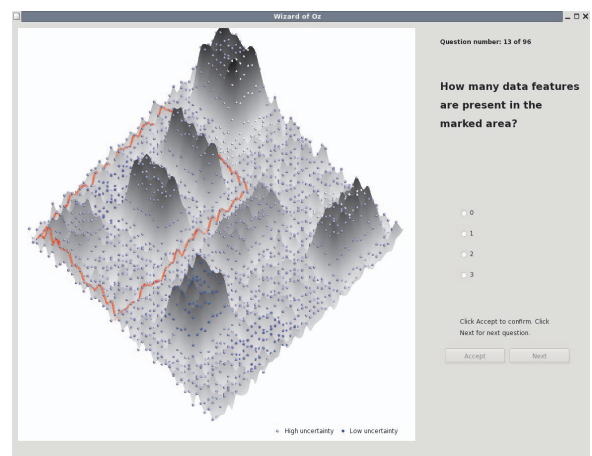 Wizard of Oz
Question number: 13 of 96
How many data features
are present in the
marked area?
0
1
2
3
Click Accept to confirm. Click
Next for next question.
Accept Next
High uncertainty Low uncertainty